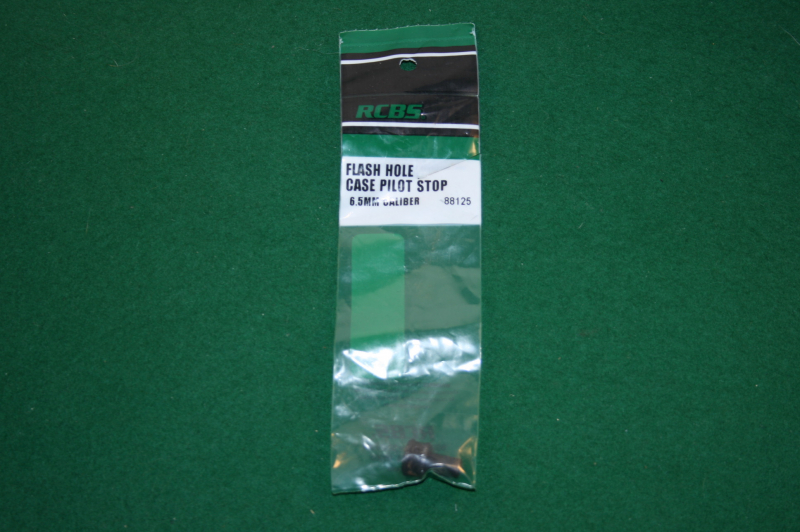 RCBS
FLASH HOLE
CASE PILOT STOP
6.5MM CALIBER 88125